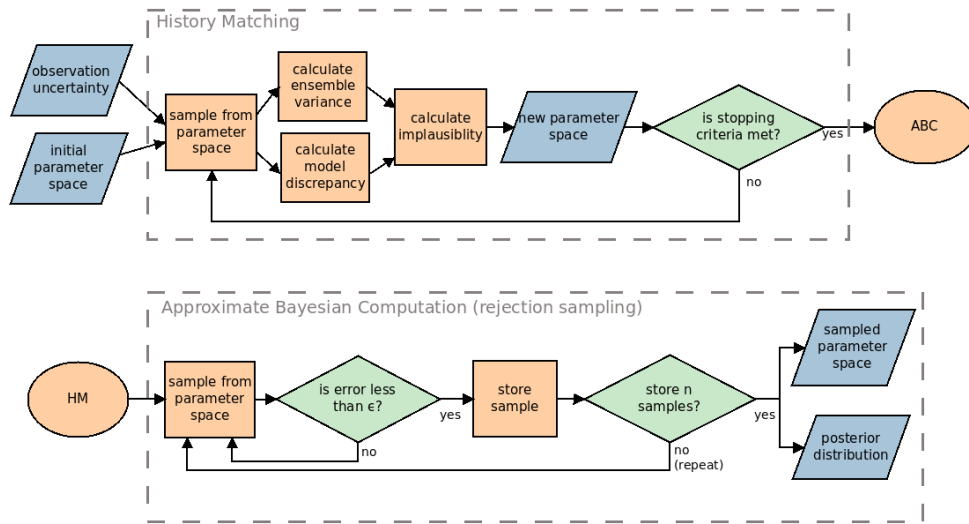 History Matching
observation
uncertainty
initial
parameter
space
sample from
parameter
space
calculate
ensemble
variance
calculate
model
discrepancy
calculate
implausiblity
new parameter
space
is stopping
criteria met?
yes
no
ABC
Approximate Bayesian Computation (rejection sampling)
HM
sample from
parameter
space
is error less
than ϵ?
yes
no
store
sample
store n
samples?
yes
no
(repeat)
sampled
parameter
space
posterior
distribution